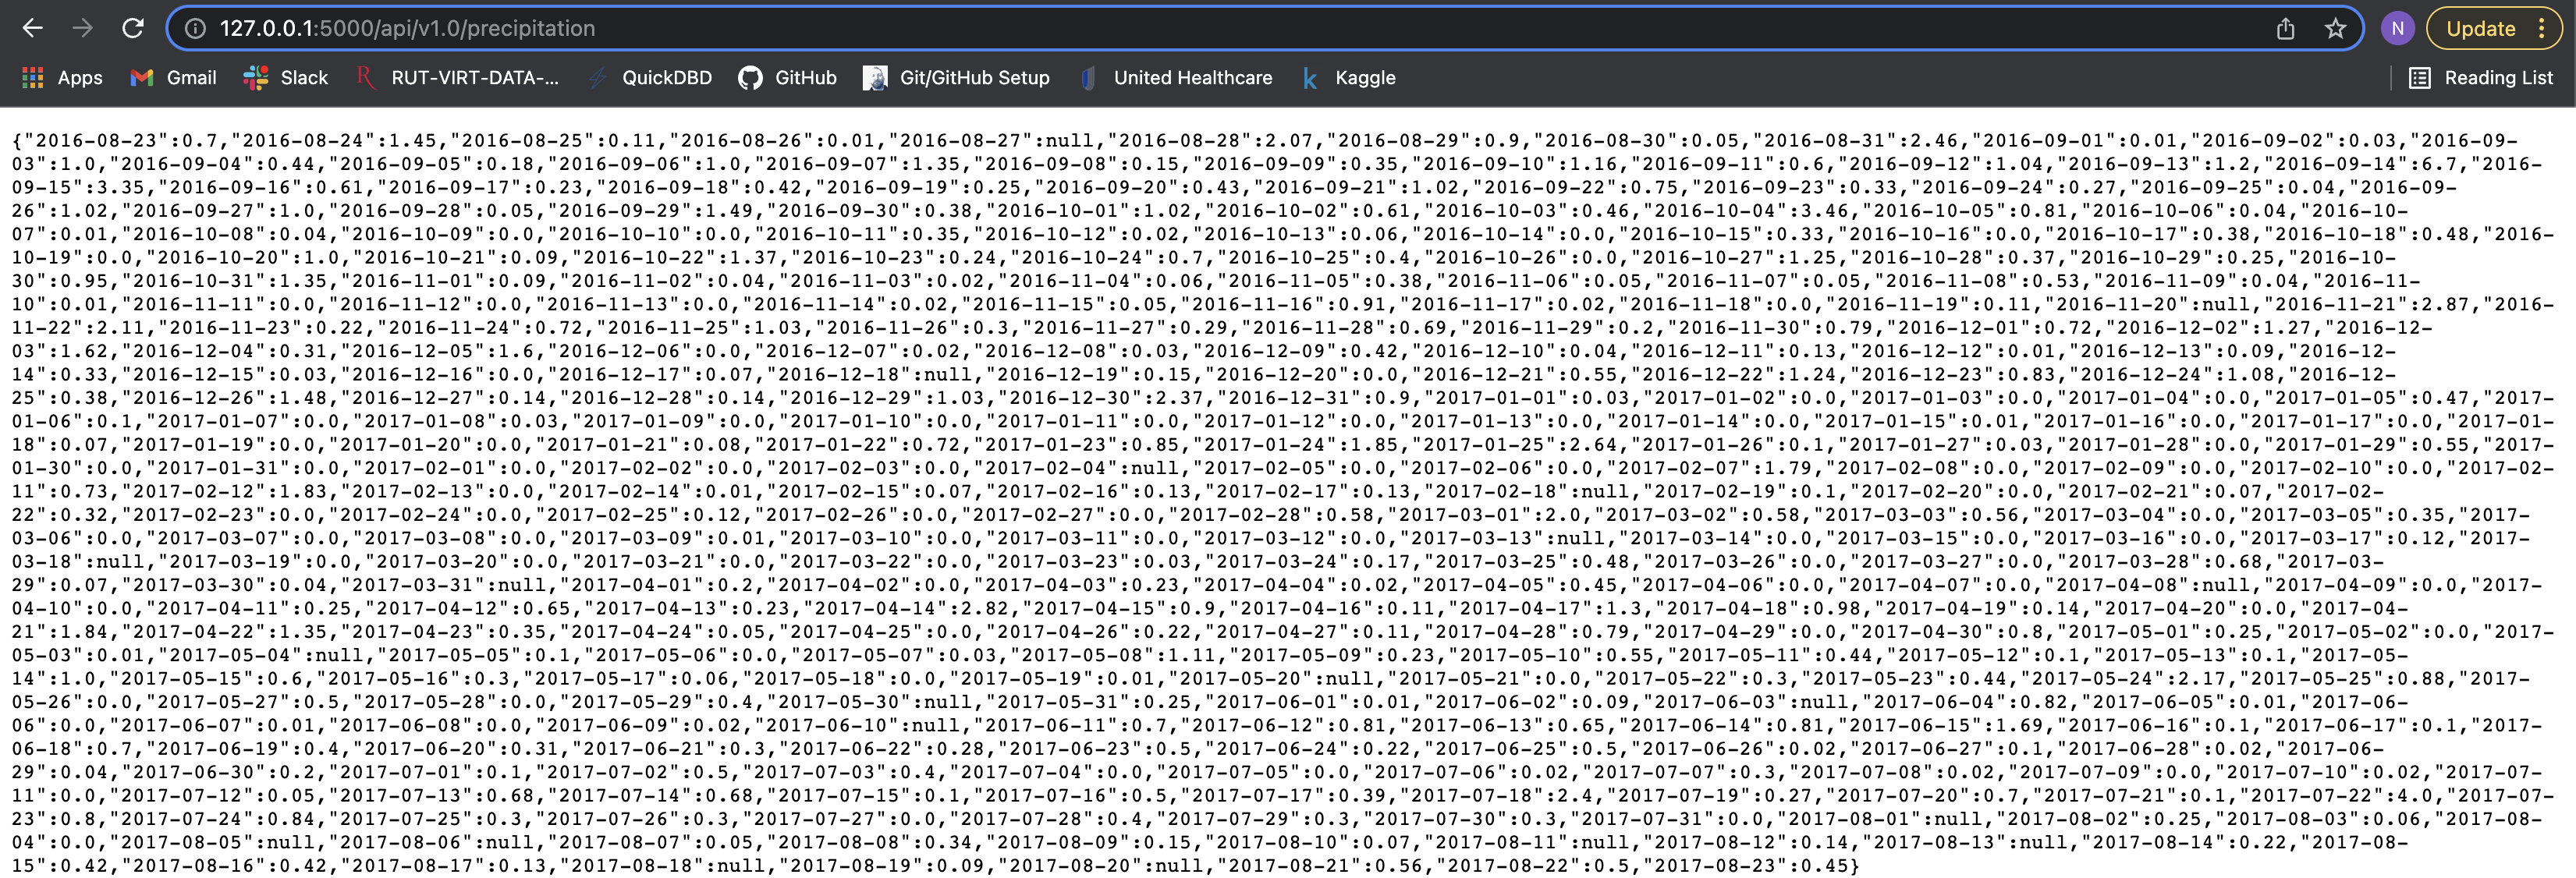 127.0.0.1:5000/api/v1.0/precipitation
N
Update
Apps Gmail Slack RUT-VIRT-DATA-... QuickDBD GitHub Git/GitHub Setup United Healthcare Kaggle Reading List
{"2016-08-23":0.7,"2016-08-24":1.45,"2016-08-25":0.11,"2016-08-26":0.01,"2016-08-27":null,"2016-08-28":2.07,"2016-08-29":0.9,"2016-08-30":0.05,"2016-08-31":2.46,"2016-09-01":0.01,"2016-09-02":0.03,"2016-09-
03":1.0,"2016-09-04":0.44,"2016-09-05":0.18,"2016-09-06":1.0,"2016-09-07":1.35,"2016-09-08":0.15,"2016-09-09":0.35,"2016-09-10":1.16,"2016-09-11":0.6,"2016-09-12":1.04,"2016-09-13":1.2,"2016-09-14":6.7,"2016-
09-15":3.35,"2016-09-16":0.61,"2016-09-17":0.23,"2016-09-18":0.42,"2016-09-19":0.25,"2016-09-20":0.43,"2016-09-21":1.02,"2016-09-22":0.75,"2016-09-23":0.33,"2016-09-24":0.27,"2016-09-25":0.04,"2016-09-
26":1.02,"2016-09-27":1.0,"2016-09-28":0.05,"2016-09-29":1.49,"2016-09-30":0.38,"2016-10-01":1.02,"2016-10-02":0.61,"2016-10-03":0.46,"2016-10-04":3.46,"2016-10-05":0.81,"2016-10-06":0.04,"2016-10-
07":0.01,"2016-10-08":0.04,"2016-10-09":0.0,"2016-10-10":0.0,"2016-10-11":0.35,"2016-10-12":0.02,"2016-10-13":0.06,"2016-10-14":0.0,"2016-10-15":0.33,"2016-10-16":0.0,"2016-10-17":0.38,"2016-10-18":0.48,"2016-
10-19":0.0,"2016-10-20":1.0,"2016-10-21":0.09,"2016-10-22":1.37,"2016-10-23":0.24,"2016-10-24":0.7,"2016-10-25":0.4,"2016-10-26":0.0,"2016-10-27":1.25,"2016-10-28":0.37,"2016-10-29":0.25,"2016-10-
30":0.95,"2016-10-31":1.35,"2016-11-01":0.09,"2016-11-02":0.04,"2016-11-03":0.02,"2016-11-04":0.06,"2016-11-05":0.38,"2016-11-06":0.05,"2016-11-07":0.05,"2016-11-08":0.53,"2016-11-09":0.04,"2016-11-
10":0.01,"2016-11-11":0.0,"2016-11-12":0.0,"2016-11-13":0.0,"2016-11-14":0.02,"2016-11-15":0.05,"2016-11-16":0.91,"2016-11-17":0.02,"2016-11-18":0.0,"2016-11-19":0.11,"2016-11-20":null,"2016-11-21":2.87,"2016-
11-22":2.11,"2016-11-23":0.22,"2016-11-24":0.72,"2016-11-25":1.03,"2016-11-26":0.3,"2016-11-27":0.29,"2016-11-28":0.69,"2016-11-29":0.2,"2016-11-30":0.79,"2016-12-01":0.72,"2016-12-02":1.27,"2016-12-
03":1.62,"2016-12-04":0.31,"2016-12-05":1.6,"2016-12-06":0.0,"2016-12-07":0.02,"2016-12-08":0.03,"2016-12-09":0.42,"2016-12-10":0.04,"2016-12-11":0.13,"2016-12-12":0.01,"2016-12-13":0.09,"2016-12-
14":0.33,"2016-12-15":0.03,"2016-12-16":0.0,"2016-12-17":0.07,"2016-12-18":null,"2016-12-19":0.15,"2016-12-20":0.0,"2016-12-21":0.55,"2016-12-22":1.24,"2016-12-23":0.83,"2016-12-24":1.08,"2016-12-
25":0.38,"2016-12-26":1.48,"2016-12-27":0.14,"2016-12-28":0.14,"2016-12-29":1.03,"2016-12-30":2.37,"2016-12-31":0.9,"2017-01-01":0.03,"2017-01-02":0.0,"2017-01-03":0.0,"2017-01-04":0.0,"2017-01-05":0.47,"2017-
01-06":0.1,"2017-01-07":0.0,"2017-01-08":0.03,"2017-01-09":0.0,"2017-01-10":0.0,"2017-01-11":0.0,"2017-01-12":0.0,"2017-01-13":0.0,"2017-01-14":0.0,"2017-01-15":0.01,"2017-01-16":0.0,"2017-01-17":0.0,"2017-01-
18":0.07,"2017-01-19":0.0,"2017-01-20":0.0,"2017-01-21":0.08,"2017-01-22":0.72,"2017-01-23":0.85,"2017-01-24":1.85,"2017-01-25":2.64,"2017-01-26":0.1,"2017-01-27":0.03,"2017-01-28":0.0,"2017-01-29":0.55,"2017-
01-30":0.0,"2017-01-31":0.0,"2017-02-01":0.0,"2017-02-02":0.0,"2017-02-03":0.0,"2017-02-04":null,"2017-02-05":0.0,"2017-02-06":0.0,"2017-02-07":1.79,"2017-02-08":0.0,"2017-02-09":0.0,"2017-02-10":0.0,"2017-02-
11":0.73,"2017-02-12":1.83,"2017-02-13":0.0,"2017-02-14":0.01,"2017-02-15":0.07,"2017-02-16":0.13,"2017-02-17":0.13,"2017-02-18":null,"2017-02-19":0.1,"2017-02-20":0.0,"2017-02-21":0.07,"2017-02-
22":0.32,"2017-02-23":0.0,"2017-02-24":0.0,"2017-02-25":0.12,"2017-02-26":0.0,"2017-02-27":0.0,"2017-02-28":0.58,"2017-03-01":2.0,"2017-03-02":0.58,"2017-03-03":0.56,"2017-03-04":0.0,"2017-03-05":0.35,"2017-
03-06":0.0,"2017-03-07":0.0,"2017-03-08":0.0,"2017-03-09":0.01,"2017-03-10":0.0,"2017-03-11":0.0,"2017-03-12":0.0,"2017-03-13":null,"2017-03-14":0.0,"2017-03-15":0.0,"2017-03-16":0.0,"2017-03-17":0.12,"2017-
03-18":null,"2017-03-19":0.0,"2017-03-20":0.0,"2017-03-21":0.0,"2017-03-22":0.0,"2017-03-23":0.03,"2017-03-24":0.17,"2017-03-25":0.48,"2017-03-26":0.0,"2017-03-27":0.0,"2017-03-28":0.68,"2017-03-
29":0.07,"2017-03-30":0.04,"2017-03-31":null,"2017-04-01":0.2,"2017-04-02":0.0,"2017-04-03":0.23,"2017-04-04":0.02,"2017-04-05":0.45,"2017-04-06":0.0,"2017-04-07":0.0,"2017-04-08":null,"2017-04-09":0.0,"2017-
04-10":0.0,"2017-04-11":0.25,"2017-04-12":0.65,"2017-04-13":0.23,"2017-04-14":2.82,"2017-04-15":0.9,"2017-04-16":0.11,"2017-04-17":1.3,"2017-04-18":0.98,"2017-04-19":0.14,"2017-04-20":0.0,"2017-04-
21":1.84,"2017-04-22":1.35,"2017-04-23":0.35,"2017-04-24":0.05,"2017-04-25":0.0,"2017-04-26":0.22,"2017-04-27":0.11,"2017-04-28":0.79,"2017-04-29":0.0,"2017-04-30":0.8,"2017-05-01":0.25,"2017-05-02":0.0,"2017-
05-03":0.01,"2017-05-04":null,"2017-05-05":0.1,"2017-05-06":0.0,"2017-05-07":0.03,"2017-05-08":1.11,"2017-05-09":0.23,"2017-05-10":0.55,"2017-05-11":0.44,"2017-05-12":0.1,"2017-05-13":0.1,"2017-05-
14":1.0,"2017-05-15":0.6,"2017-05-16":0.3,"2017-05-17":0.06,"2017-05-18":0.0,"2017-05-19":0.01,"2017-05-20":null,"2017-05-21":0.0,"2017-05-22":0.3,"2017-05-23":0.44,"2017-05-24":2.17,"2017-05-25":0.88,"2017-
05-26":0.0,"2017-05-27":0.5,"2017-05-28":0.0,"2017-05-29":0.4,"2017-05-30":null,"2017-05-31":0.25,"2017-06-01":0.01,"2017-06-02":0.09,"2017-06-03":null,"2017-06-04":0.82,"2017-06-05":0.01,"2017-06-
06":0.0,"2017-06-07":0.01,"2017-06-08":0.0,"2017-06-09":0.02,"2017-06-10":null,"2017-06-11":0.7,"2017-06-12":0.81,"2017-06-13":0.65,"2017-06-14":0.81,"2017-06-15":1.69,"2017-06-16":0.1,"2017-06-17":0.1,"2017-
06-18":0.7,"2017-06-19":0.4,"2017-06-20":0.31,"2017-06-21":0.3,"2017-06-22":0.28,"2017-06-23":0.5,"2017-06-24":0.22,"2017-06-25":0.5,"2017-06-26":0.02,"2017-06-27":0.1,"2017-06-28":0.02,"2017-06-
29":0.04,"2017-06-30":0.2,"2017-07-01":0.1,"2017-07-02":0.5,"2017-07-03":0.4,"2017-07-04":0.0,"2017-07-05":0.0,"2017-07-06":0.02,"2017-07-07":0.3,"2017-07-08":0.02,"2017-07-09":0.0,"2017-07-10":0.02,"2017-07-
11":0.0,"2017-07-12":0.05,"2017-07-13":0.68,"2017-07-14":0.68,"2017-07-15":0.1,"2017-07-16":0.5,"2017-07-17":0.39,"2017-07-18":2.4,"2017-07-19":0.27,"2017-07-20":0.7,"2017-07-21":0.1,"2017-07-22":4.0,"2017-07-
23":0.8,"2017-07-24":0.84,"2017-07-25":0.3,"2017-07-26":0.3,"2017-07-27":0.0,"2017-07-28":0.4,"2017-07-29":0.3,"2017-07-30":0.3,"2017-07-31":0.0,"2017-08-01":null,"2017-08-02":0.25,"2017-08-03":0.06,"2017-08-
04":0.0,"2017-08-05":null,"2017-08-06":null,"2017-08-07":0.05,"2017-08-08":0.34,"2017-08-09":0.15,"2017-08-10":0.07,"2017-08-11":null,"2017-08-12":0.14,"2017-08-13":null,"2017-08-14":0.22,"2017-08-
15":0.42,"2017-08-16":0.42,"2017-08-17":0.13,"2017-08-18":null,"2017-08-19":0.09,"2017-08-20":null,"2017-08-21":0.56,"2017-08-22":0.5,"2017-08-23":0.45}